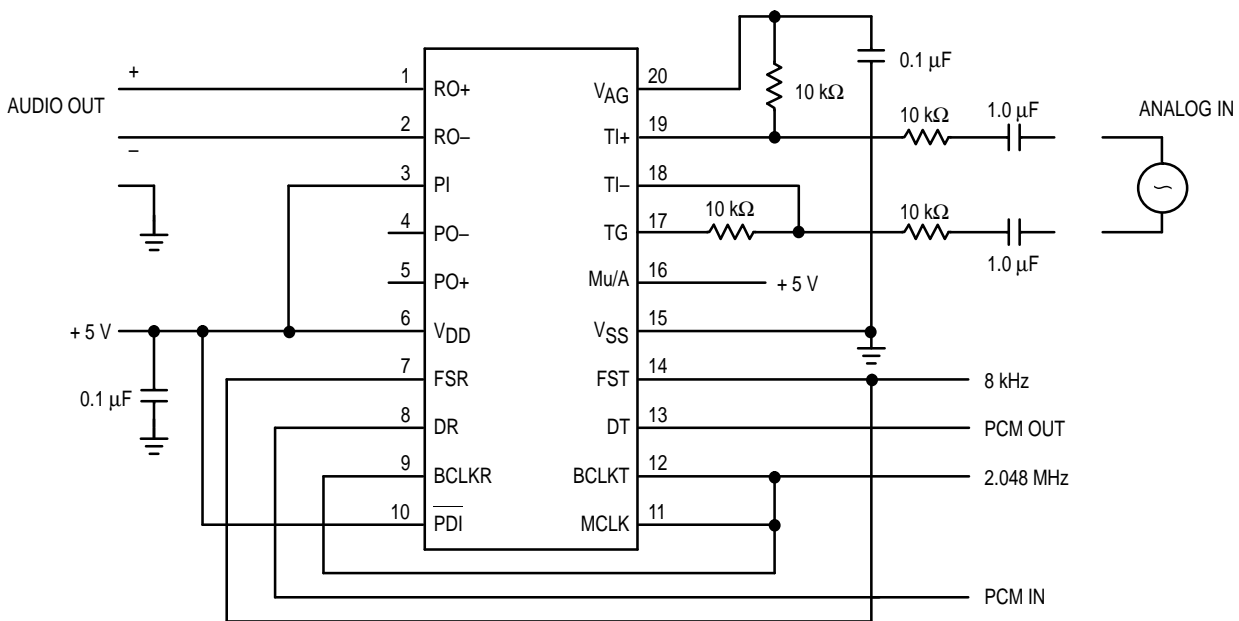 0.1 μF
10 kΩ
+
AUDIO OUT
–
1 RO+
2 RO–
3 PI
4 PO–
5 PO+
+ 5 V
6 VDD
0.1 μF
7 FSR
8 DR
9 BCLKR
10 PDI
VAG 20
TI+ 19
TI– 18
TG 17
Mu/A 16
VSS 15
FST 14
DT 13
BCLKT 12
MCLK 11
10 kΩ
1.0 μF
ANALOG IN
10 kΩ
10 kΩ
1.0 μF
+ 5 V
8 kHz
PCM OUT
2.048 MHz
PCM IN